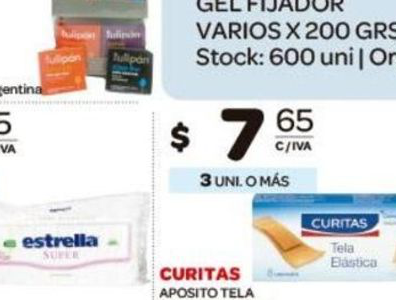 GEL FIJADOR
VARIOS X 200 GRS
Stock: 600 uni | Or
tulipán
tulipán
tulipán
gentina
5
VA
$ 7 65
C/IVA
3 UNI. O MÁS
estrella
SUPER
CURITAS
Tela
Elástica
CURITAS
APOSITO TELA